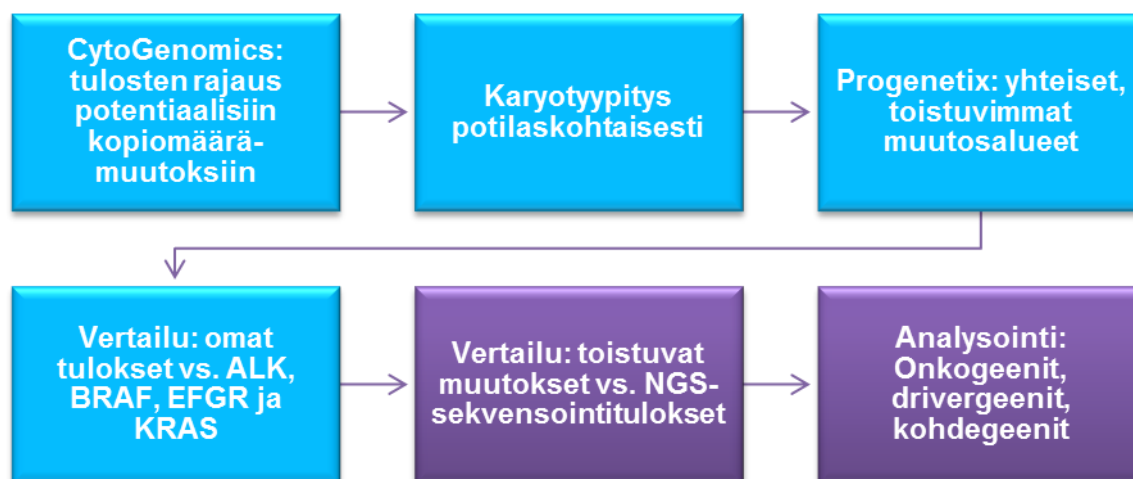 CytoGenomics:
tulosten rajaus
potentiaalisiin
kopiomäärä-
muutoksiin
Karyotyypitys
potilaskohtaisesti
Progenetix: yhteiset,
toistuvimmat
muutosalueet
Vertailu: omat
tulokset vs. ALK,
BRAF, EFGR ja
KRAS
Vertailu: toistuvat
muutokset vs. NGS-
sekvensointitulokset
Analysointi:
Onkogeenit,
drivergeenit,
kohdegeenit